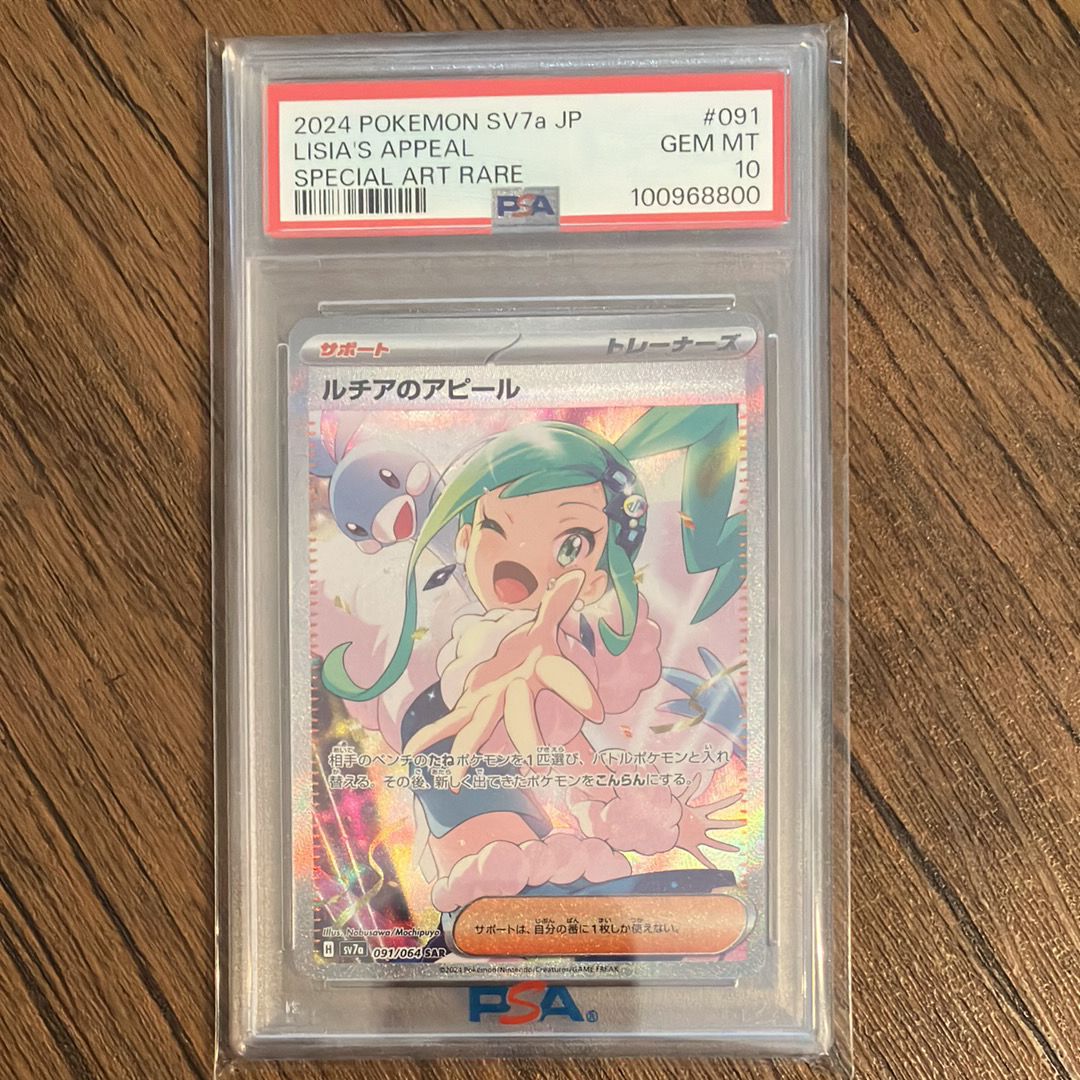 2024 POKEMON SV7a JP #091
LISIA'S APPEAL GEM MT
SPECIAL ART RARE 10
PSA 100968800
サポート トレーナーズ
ルチアのアピール
相手のベンチのたねポケモンを1匹選び、バトルポケモンと入れ
替える。その後、新しく出てきたポケモンをこんらんにする。
サポートは、自分の番に1枚しか使えない。
Illus. Nobusawa/Mochipuyo
H sv7a 091/064 SAR
©2024 Pokémon/Nintendo/Creatures/GAME FREAK
PSA®